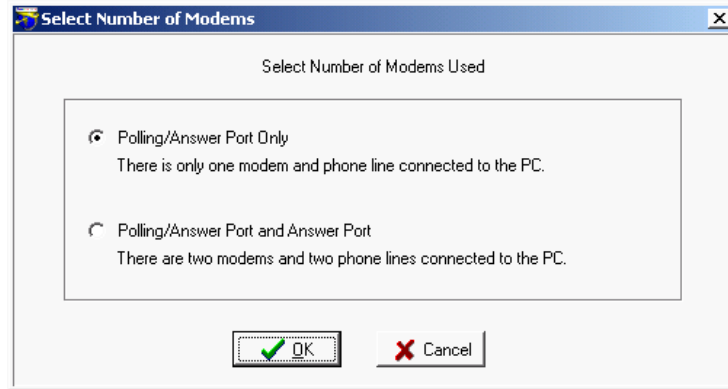 Select Number of Modems
Select Number of Modems Used
Polling/Answer Port Only
There is only one modem and phone line connected to the PC.
Polling/Answer Port and Answer Port
There are two modems and two phone lines connected to the PC.
OK
Cancel